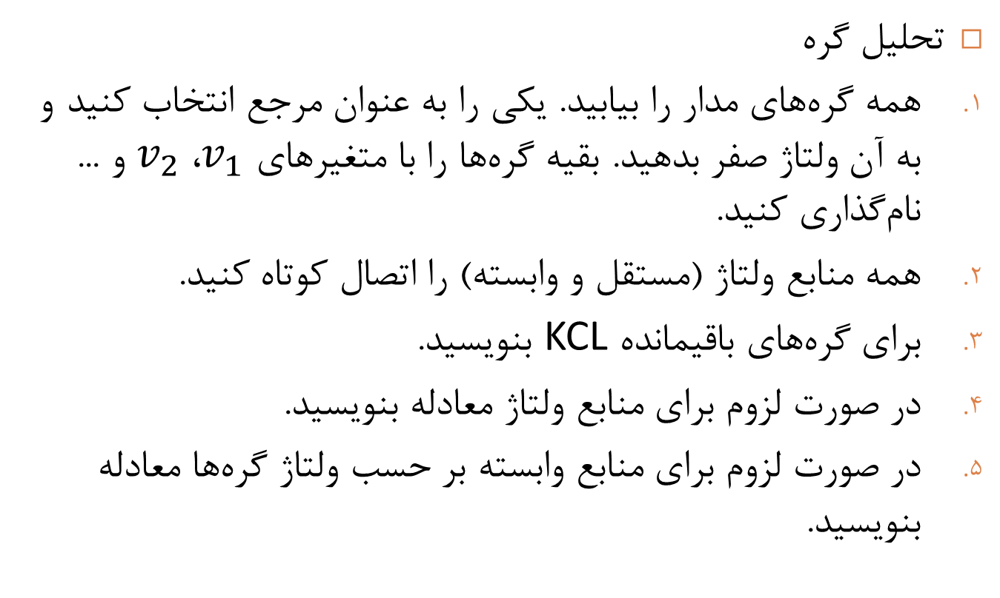 تحلیل گره
۱. همه گره‌های مدار را بیابید. یکی را به عنوان مرجع انتخاب کنید و
به آن ولتاژ صفر بدهید. بقیه گره‌ها را با متغیرهای v₁، v₂ و ...
نام‌گذاری کنید.
۲. همه منابع ولتاژ (مستقل و وابسته) را اتصال کوتاه کنید.
۳. برای گره‌های باقیمانده KCL بنویسید.
۴. در صورت لزوم برای منابع ولتاژ معادله بنویسید.
۵. در صورت لزوم برای منابع وابسته بر حسب ولتاژ گره‌ها معادله
بنویسید.